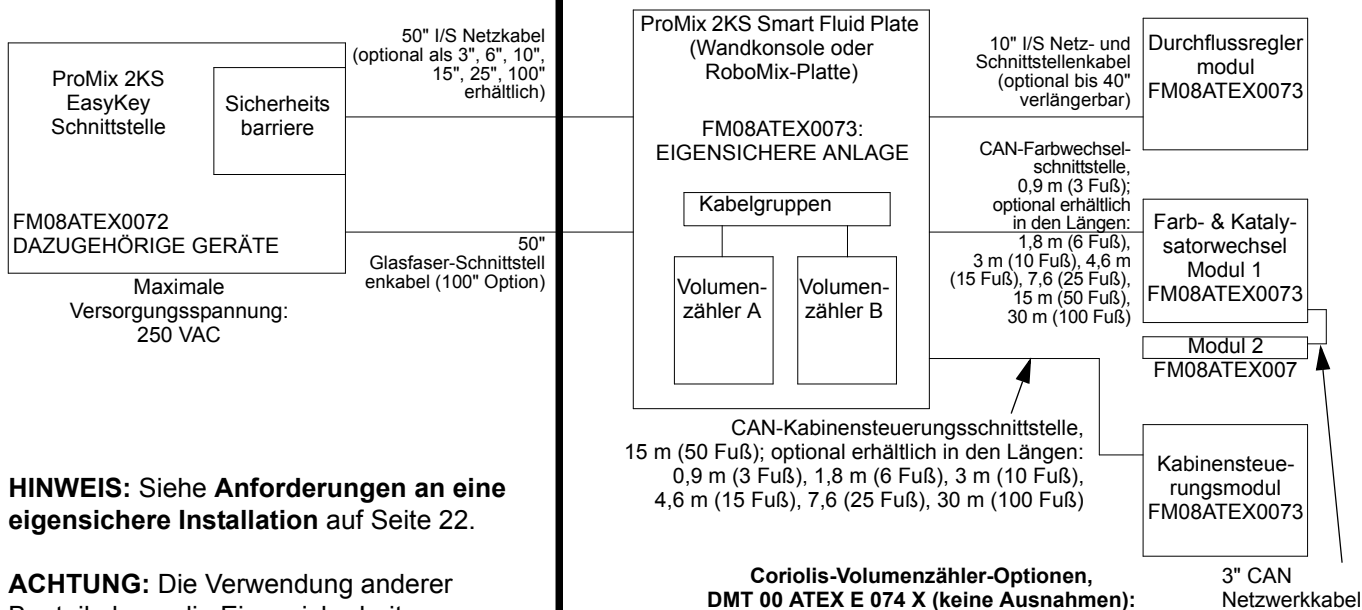 ProMix 2KS
EasyKey
Schnittstelle
Sicherheits
barriere
FM08ATEX0072
DAZUGEHÖRIGE GERÄTE
Maximale
Versorgungsspannung:
250 VAC
50" I/S Netzkabel
(optional als 3", 6", 10",
15", 25", 100"
erhältlich)
50"
Glasfaser-Schnittstell
enkabel (100" Option)
ProMix 2KS Smart Fluid Plate
(Wandkonsole oder
RoboMix-Platte)
FM08ATEX0073:
EIGENSICHERE ANLAGE
Kabelgruppen
Volumen-
zähler A
Volumen-
zähler B
10" I/S Netz- und
Schnittstellenkabel
(optional bis 40"
verlängerbar)
CAN-Farbwechsel-
schnittstelle,
0,9 m (3 Fuß);
optional erhältlich
in den Längen:
1,8 m (6 Fuß),
3 m (10 Fuß), 4,6 m
(15 Fuß), 7,6 (25 Fuß),
15 m (50 Fuß),
30 m (100 Fuß)
Durchflussregler
modul
FM08ATEX0073
Farb- & Kataly-
satorwechsel
Modul 1
FM08ATEX0073
Modul 2
FM08ATEX007
CAN-Kabinensteuerungsschnittstelle,
15 m (50 Fuß); optional erhältlich in den Längen:
0,9 m (3 Fuß), 1,8 m (6 Fuß), 3 m (10 Fuß),
4,6 m (15 Fuß), 7,6 (25 Fuß), 30 m (100 Fuß)
Kabinensteue-
rungsmodul
FM08ATEX0073
3" CAN
Netzwerkkabel
HINWEIS: Siehe Anforderungen an eine
eigensichere Installation auf Seite 22.
ACHTUNG: Die Verwendung anderer
Coriolis-Volumenzähler-Optionen,
DMT 00 ATEX E 074 X (keine Ausnahmen):